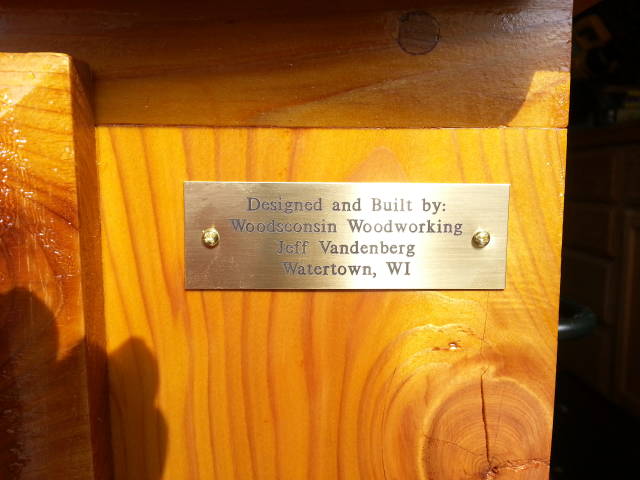 Designed and Built by:
Woodsconsin Woodworking
Jeff Vandenberg
Watertown, WI